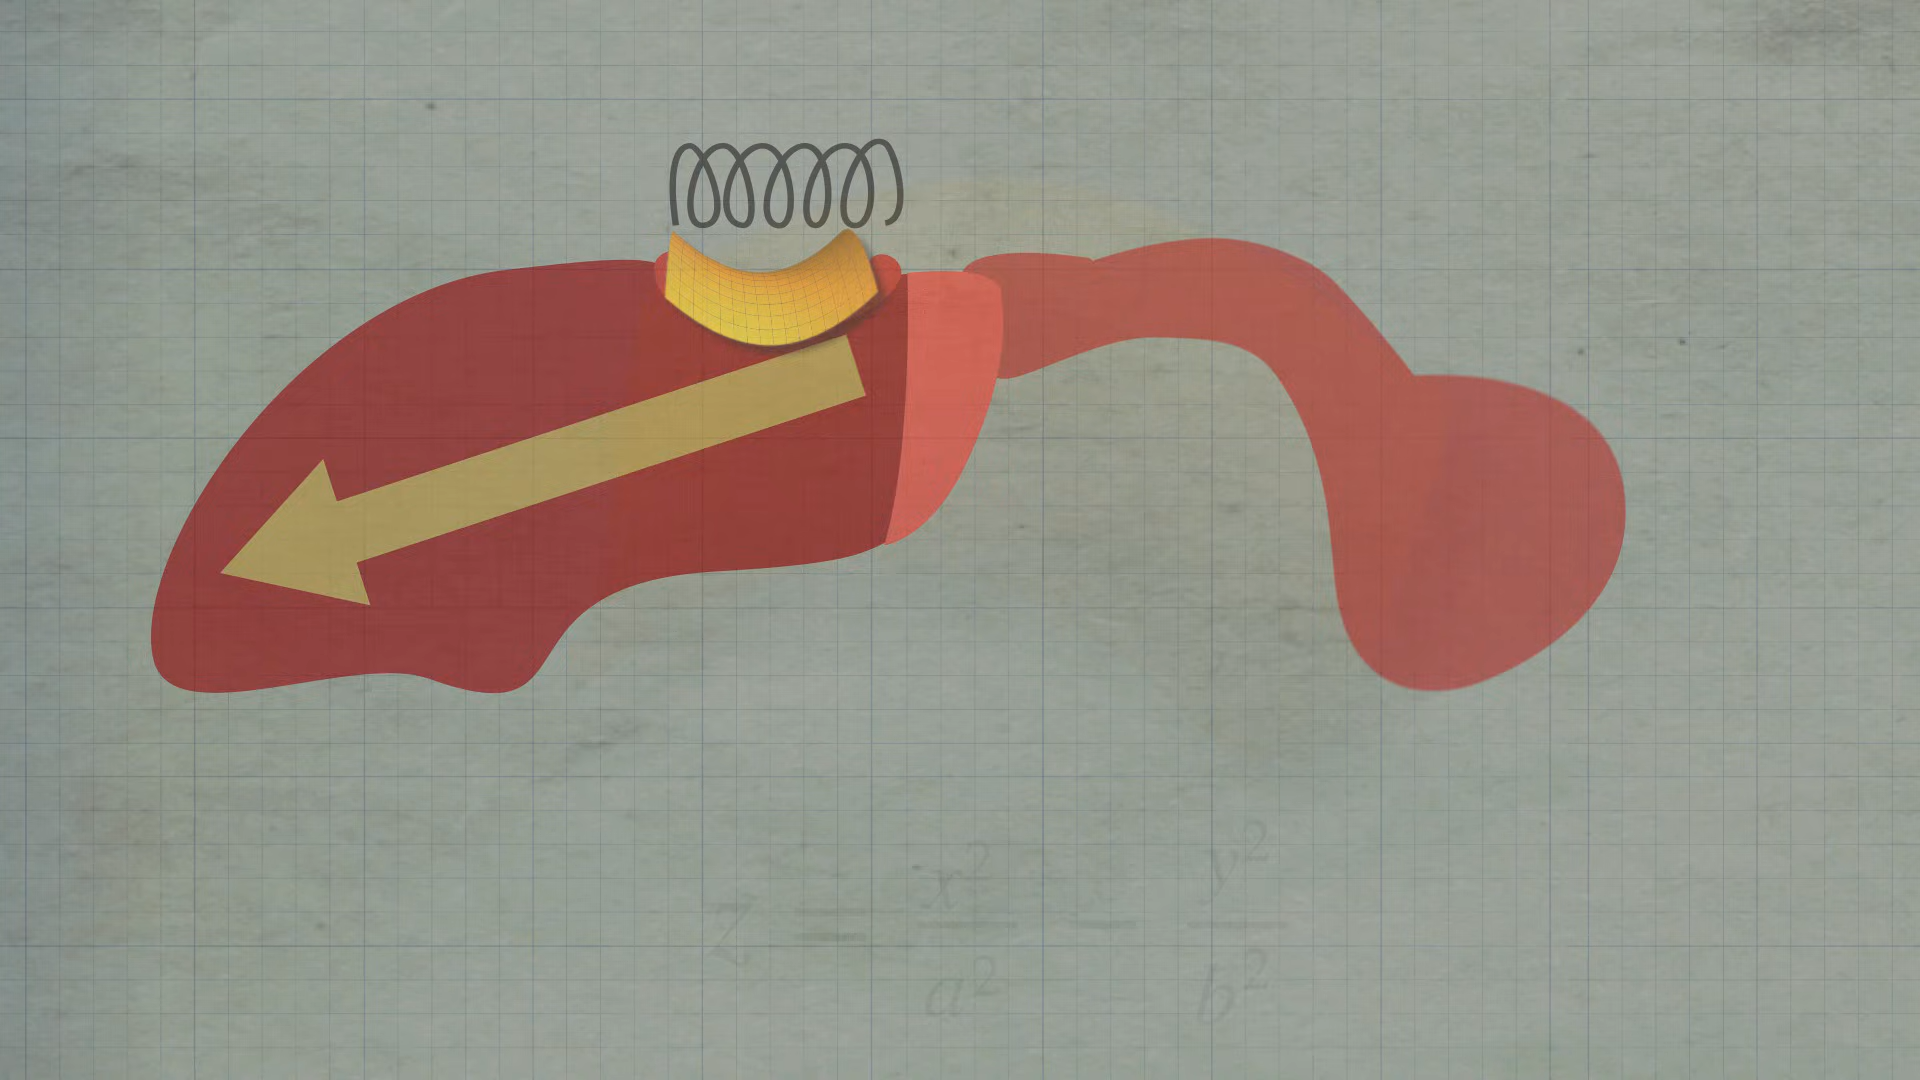 z = x²/a² − y²/b²